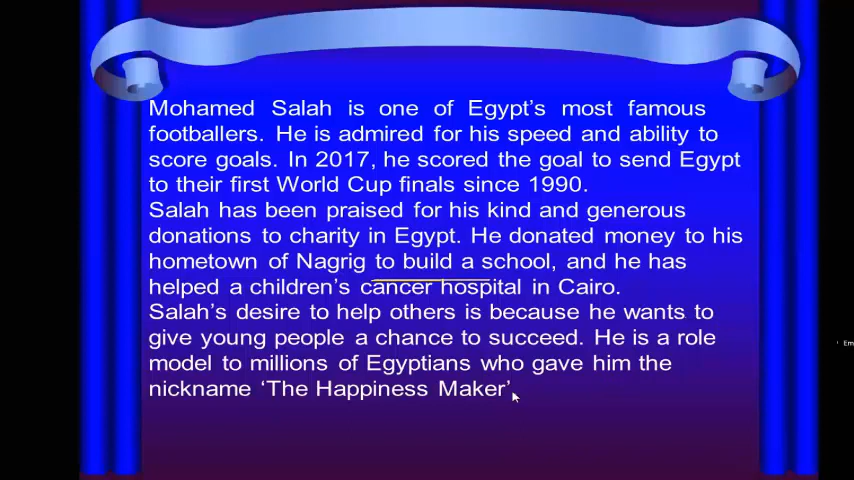 Mohamed Salah is one of Egypt's most famous
footballers. He is admired for his speed and ability to
score goals. In 2017, he scored the goal to send Egypt
to their first World Cup finals since 1990.
Salah has been praised for his kind and generous
donations to charity in Egypt. He donated money to his
hometown of Nagrig to build a school, and he has
helped a children's cancer hospital in Cairo.
Salah's desire to help others is because he wants to
give young people a chance to succeed. He is a role
model to millions of Egyptians who gave him the
nickname ‘The Happiness Maker’.
Em